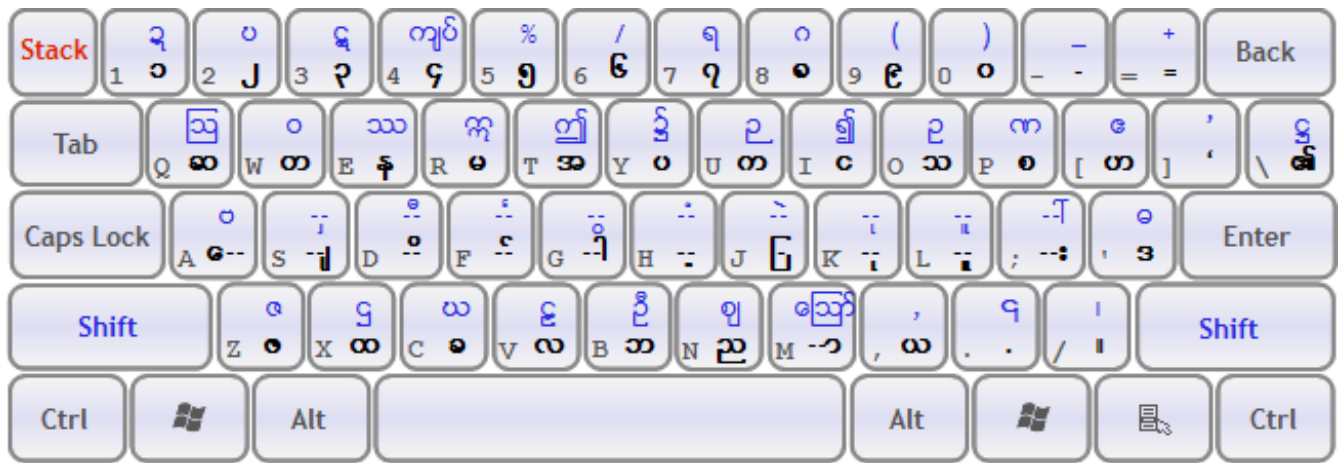 Stack ဍ ကျပ် % / ရ ဂ ( ) _ + Back
1 ၁ 2 ၂ 3 ၃ 4 ၄ 5 ၅ 6 ၆ 7 ၇ 8 ၈ 9 ၉ 0 ၀ – - = =
Tab ဩ ဝ ဿ ဣ ဤ ၌ ဉ ၍ ဥ ဏ ဧ ’
Q ဆ W တ E န R မ T အ Y ပ U က I င O သ P စ [ ဟ ] ‘ \ ၏
Caps Lock ဗ --ှ --ီ --ွ --ံ --ဲ --ု --ူ --ါ် ဓ Enter
A ေ-- S --ျ D --ိ F --် G --ါ H --့ J ြ K --ု L --ူ ; --း ' ဒ
Shift ဇ ဌ ဃ ဠ ဦ ဈ ဪ , ၎ ၊ Shift
Z ဖ X ထ C ခ V လ B ဘ N ည M --ာ , ယ . . / ။
Ctrl Alt Alt Ctrl